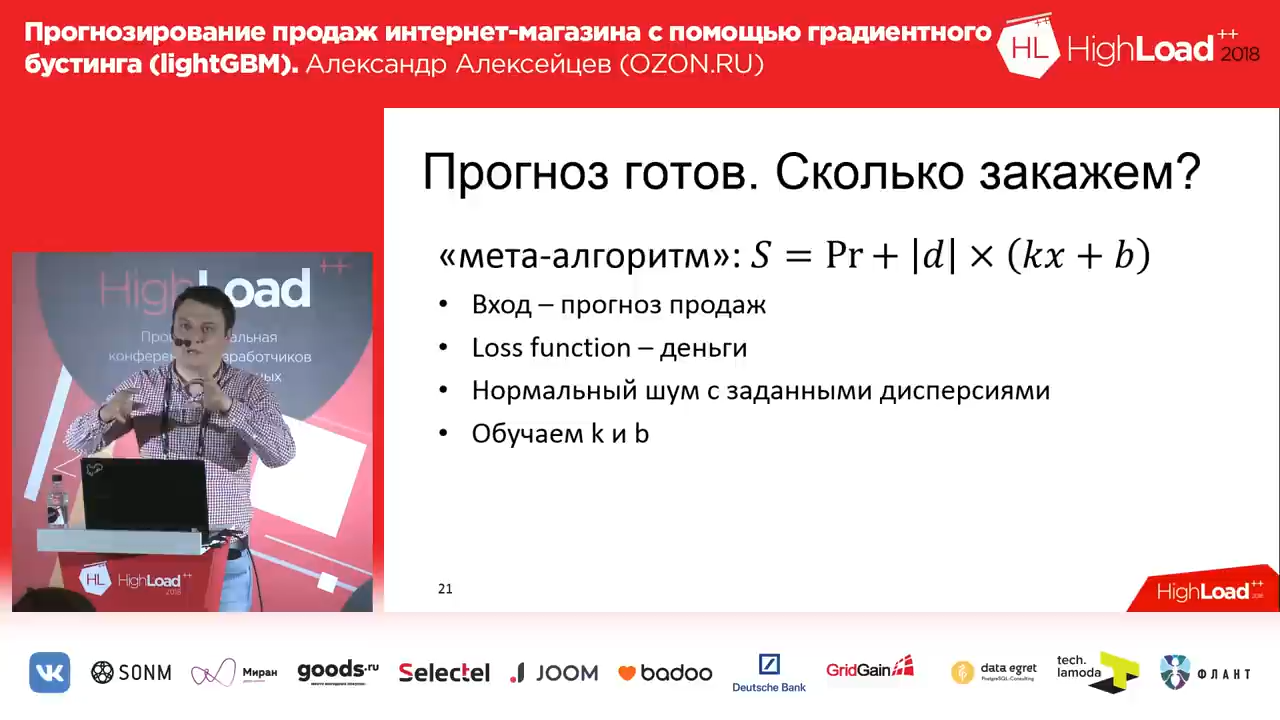 Прогнозирование продаж интернет-магазина с помощью градиентного
бустинга (lightGBM). Александр Алексейцев (OZON.RU)
HL HighLoad++ 2018
Прогноз готов. Сколько закажем?
«мета-алгоритм»: S = Pr + |d| × (kx + b)
• Вход – прогноз продаж
• Loss function – деньги
• Нормальный шум с заданными дисперсиями
• Обучаем k и b
21
HighLoad++
HighLoad++
HL HighLoad++
2018
SONM
Миран
goods.ru
Selectel
JOOM
badoo
Deutsche Bank
GridGain
data egret
PostgreSQL-Consulting
tech.
lamoda
ФЛАНТ